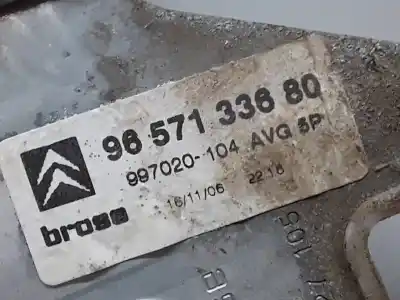 96 571 336 80
997020-104 AVG 5P
16/11/06 22.18
brose